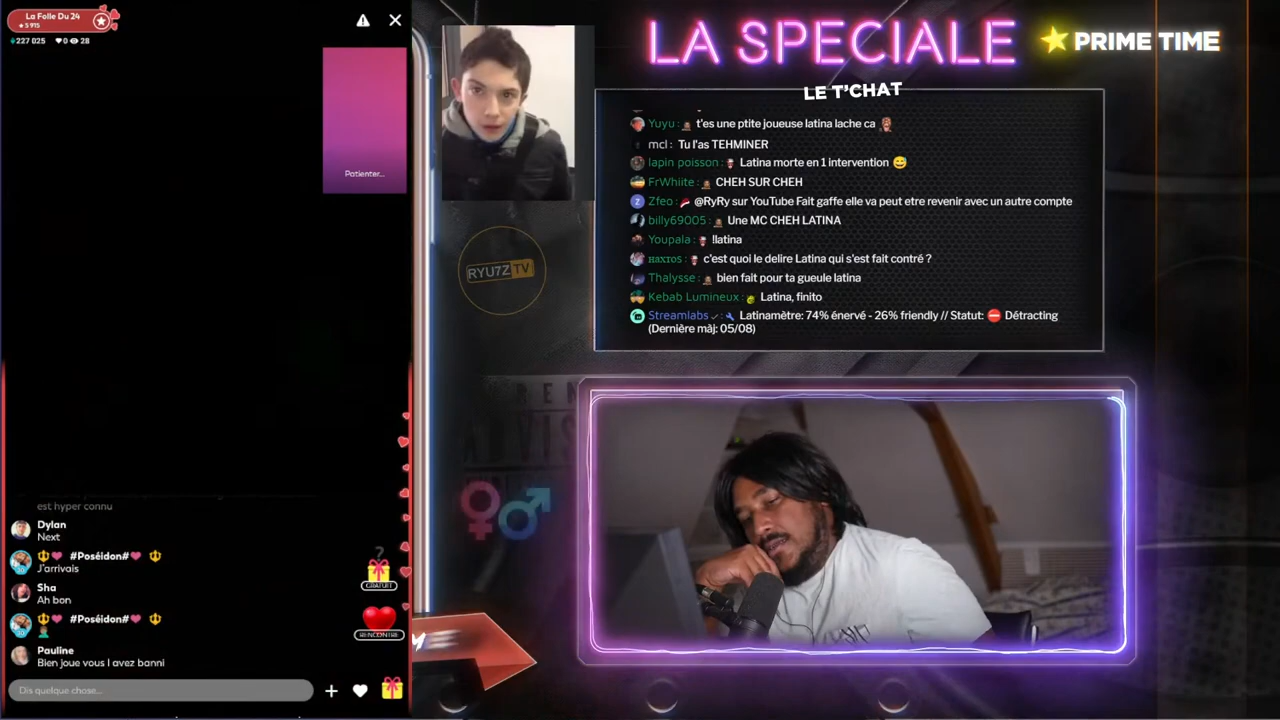 La Folle Du 24
5 915
227 025 0 28
Patienter...
est hyper connu
Dylan
Next
#Poséidon#
J'arrivais
Sha
Ah bon
#Poséidon#
Pauline
Bien joue vous l avez banni
Dis quelque chose...
?
GRATUIT
RENCONTRE
LA SPECIALE
PRIME TIME
LE T'CHAT
Yuyu : t'es une ptite joueuse latina lache ca
mcl : Tu l'as TEHMINER
lapin poisson : Latina morte en 1 intervention 😅
FrWhiite : CHEH SUR CHEH
Zfeo : @RyRy sur YouTube Fait gaffe elle va peut etre revenir avec un autre compte
billy69005 : Une MC CHEH LATINA
Youpala : !latina
ʜᴀxᴛᴏs : c'est quoi le delire Latina qui s'est fait contré ?
Thalysse : bien fait pour ta gueule latina
Kebab Lumineux : Latina, finito
Streamlabs : Latinamètre: 74% énervé - 26% friendly // Statut: ⛔ Détracting
(Dernière màj: 05/08)
RYU7Z TV